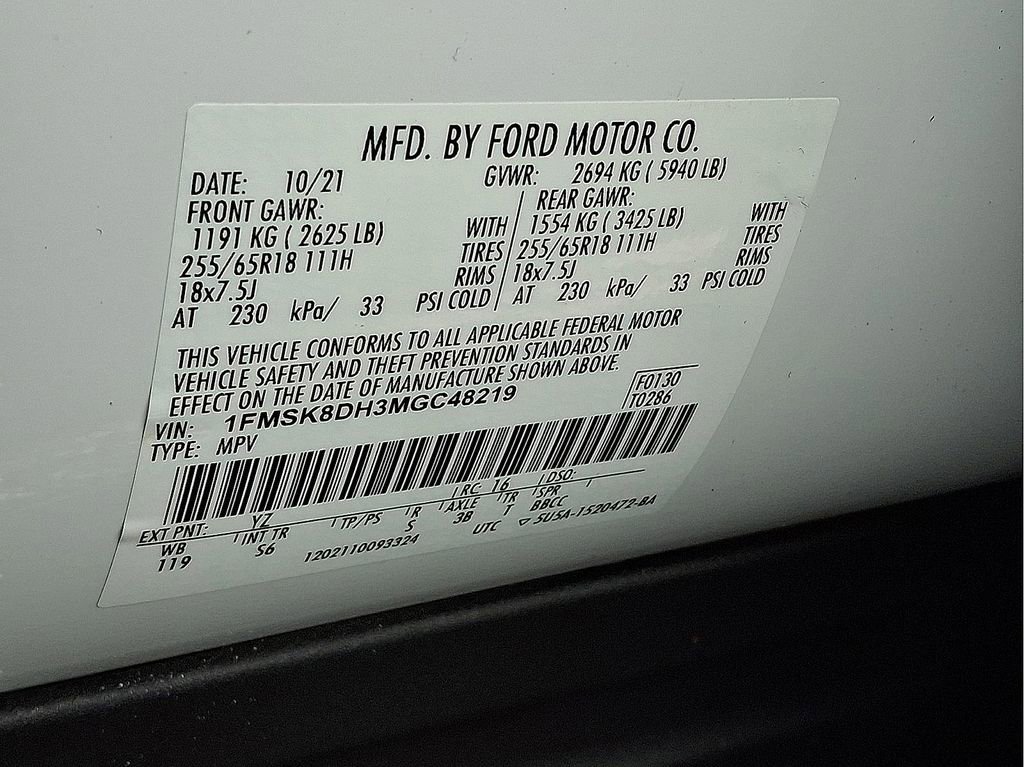 MFD. BY FORD MOTOR CO.
DATE: 10/21 GVWR: 2694 KG ( 5940 LB)
FRONT GAWR: REAR GAWR:
1191 KG ( 2625 LB) WITH 1554 KG ( 3425 LB) WITH
255/65R18 111H TIRES 255/65R18 111H TIRES
18x7.5J RIMS 18x7.5J RIMS
AT 230 kPa/ 33 PSI COLD AT 230 kPa/ 33 PSI COLD
THIS VEHICLE CONFORMS TO ALL APPLICABLE FEDERAL MOTOR
VEHICLE SAFETY AND THEFT PREVENTION STANDARDS IN
EFFECT ON THE DATE OF MANUFACTURE SHOWN ABOVE.
VIN: 1FMSK8DH3MGC48219 F0130
TYPE: MPV T0286
EXT PNT: YZ RC: 16 DSO:
WB INT TR TP/PS R AXLE TR SPR
119 S6 S 3B T BBCC
1202110093324 UTC ▽ 5U5A-1520472-BA